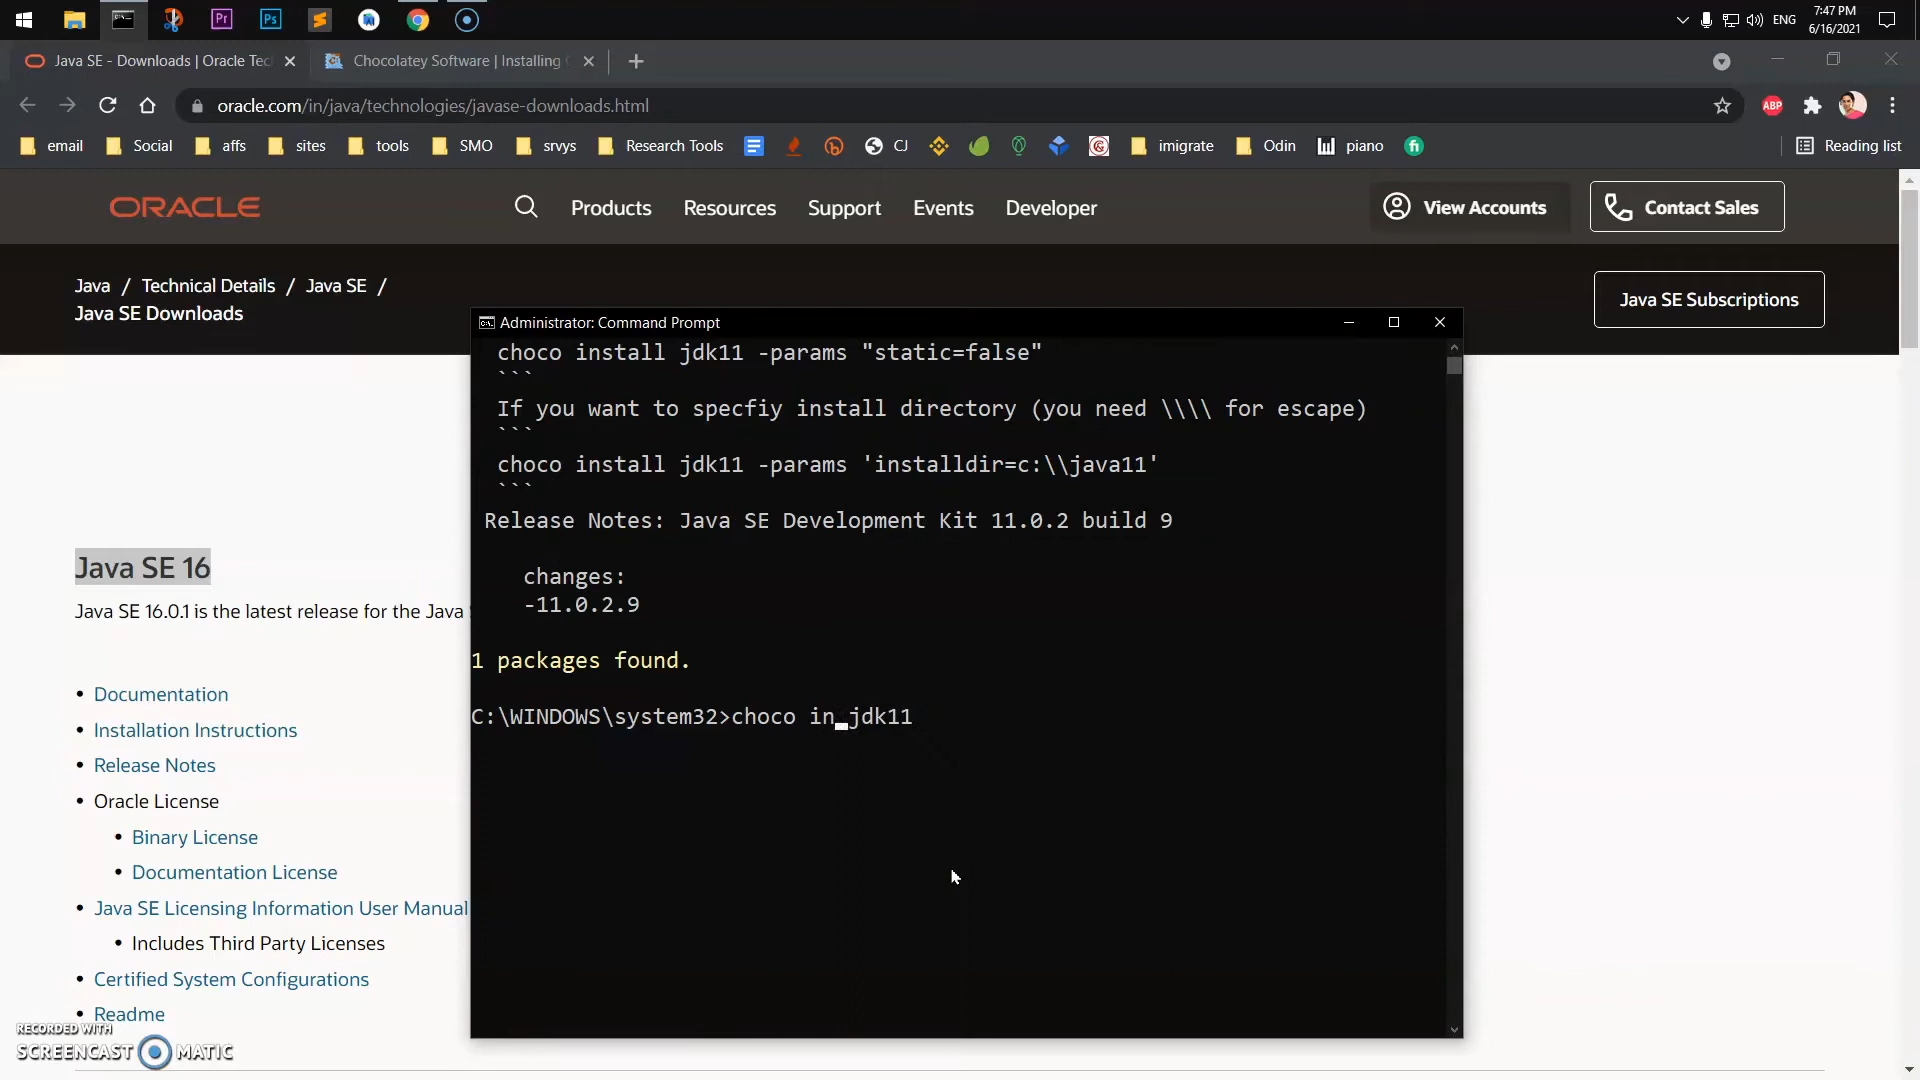 7:47 PM
ENG
6/16/2021
Pr
Ps
Java SE - Downloads | Oracle Tec
Chocolatey Software | Installing
oracle.com/in/java/technologies/javase-downloads.html
ABP
email
Social
affs
sites
tools
SMO
srvys
Research Tools
CJ
imigrate
Odin
piano
fi
Reading list
ORACLE
Products
Resources
Support
Events
Developer
View Accounts
Contact Sales
Java / Technical Details / Java SE /
Java SE Downloads
Java SE Subscriptions
Administrator: Command Prompt
choco install jdk11 -params "static=false"
```
If you want to specfiy install directory (you need \\\\ for escape)
```
choco install jdk11 -params 'installdir=c:\\java11'
```
Release Notes: Java SE Development Kit 11.0.2 build 9
changes:
-11.0.2.9
1 packages found.
C:\WINDOWS\system32>choco in_jdk11
Java SE 16
Java SE 16.0.1 is the latest release for the Java
• Documentation
• Installation Instructions
• Release Notes
• Oracle License
• Binary License
• Documentation License
• Java SE Licensing Information User Manual
• Includes Third Party Licenses
• Certified System Configurations
• Readme
RECORDED WITH
SCREENCAST MATIC